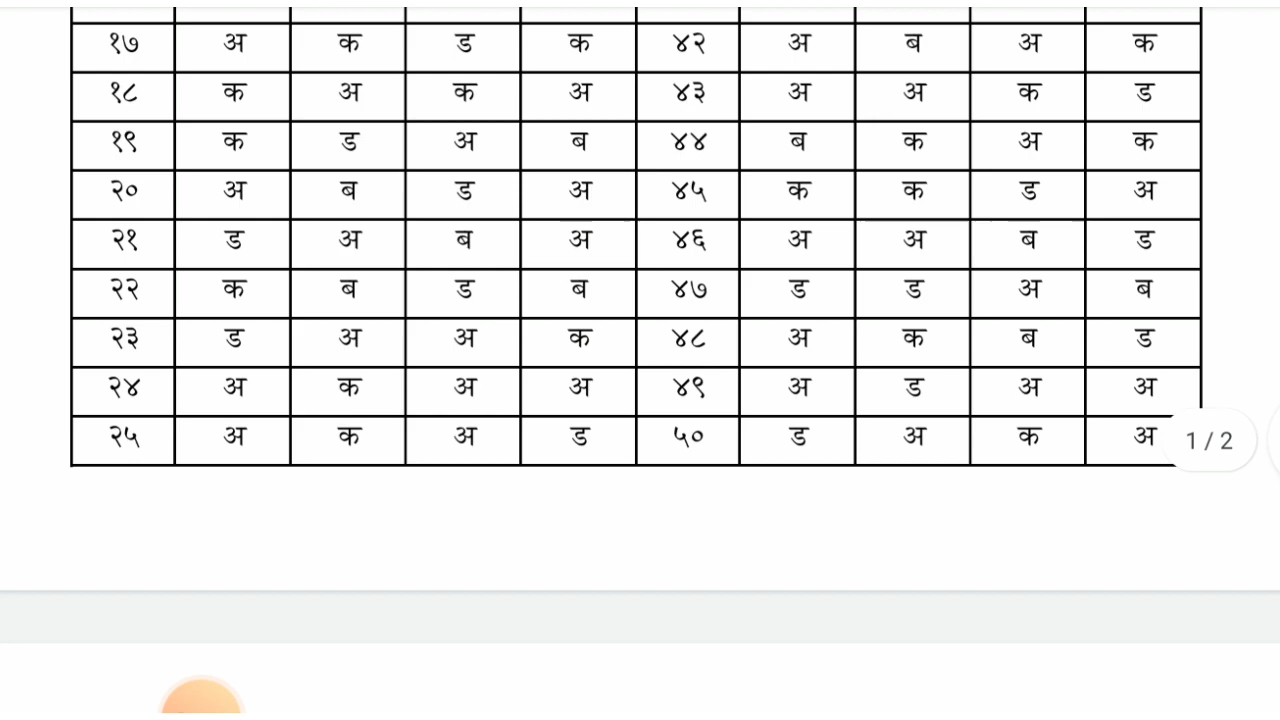 १७ अ क ड क ४२ अ ब अ क
१८ क अ क अ ४३ अ अ क ड
१९ क ड अ ब ४४ ब क अ क
२० अ ब ड अ ४५ क क ड अ
२१ ड अ ब अ ४६ अ अ ब ड
२२ क ब ड ब ४७ ड ड अ ब
२३ ड अ अ क ४८ अ क ब ड
२४ अ क अ अ ४९ अ ड अ अ
२५ अ क अ ड ५० ड अ क अ
1 / 2